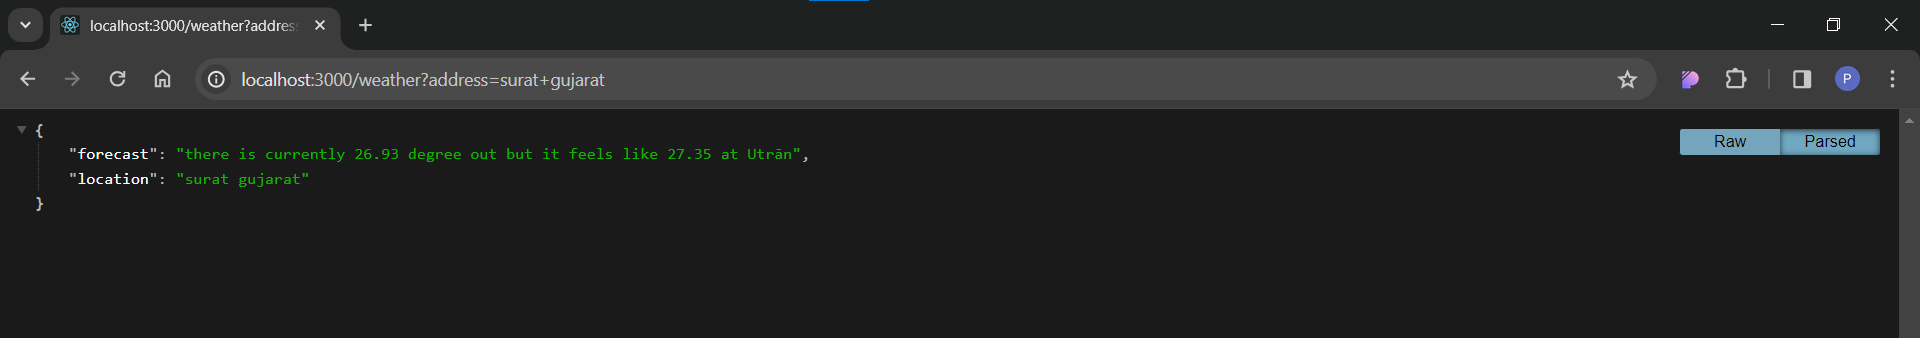 localhost:3000/weather?address
localhost:3000/weather?address=surat+gujarat
P
{
Raw Parsed
"forecast": "there is currently 26.93 degree out but it feels like 27.35 at Utrān",
"location": "surat gujarat"
}